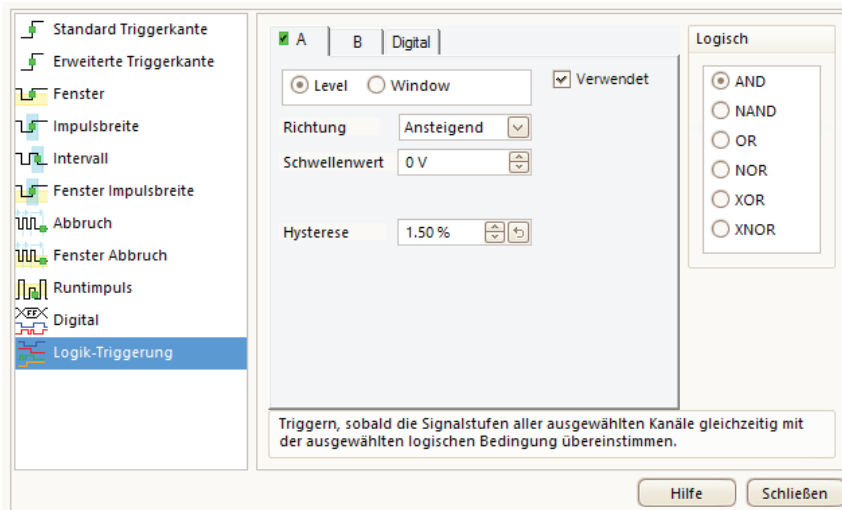 Standard Triggerkante
Erweiterte Triggerkante
Fenster
Impulsbreite
Intervall
Fenster Impulsbreite
Abbruch
Fenster Abbruch
Runtimpuls
FF
Digital
Logik-Triggerung
A
B
Digital
Level
Window
Verwendet
Richtung
Ansteigend
Schwellenwert
0 V
Hysterese
1.50 %
Logisch
AND
NAND
OR
NOR
XOR
XNOR
Triggern, sobald die Signalstufen aller ausgewählten Kanäle gleichzeitig mit
der ausgewählten logischen Bedingung übereinstimmen.
Hilfe
Schließen